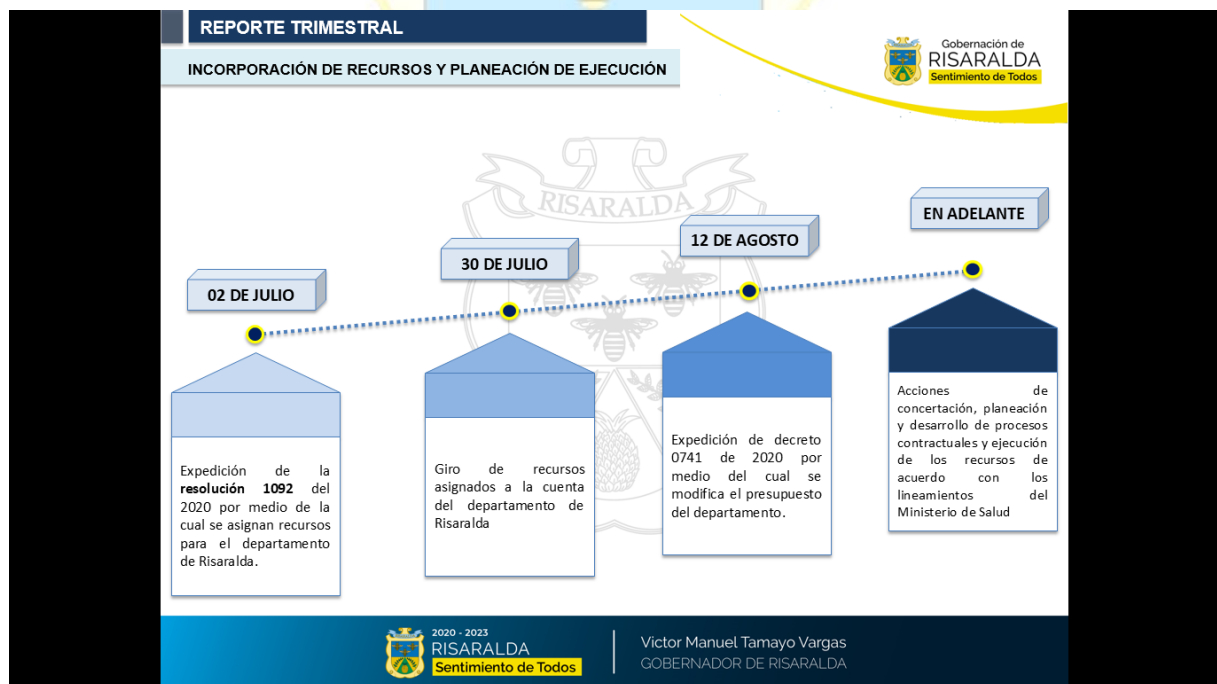 REPORTE TRIMESTRAL
INCORPORACIÓN DE RECURSOS Y PLANEACIÓN DE EJECUCIÓN
Gobernación de
RISARALDA
Sentimiento de Todos
RISARALDA
02 DE JULIO
Expedición de la
resolución 1092 del
2020 por medio de la
cual se asignan recursos
para el departamento
de Risaralda.
30 DE JULIO
Giro de recursos
asignados a la cuenta
del departamento de
Risaralda
12 DE AGOSTO
Expedición de decreto
0741 de 2020 por
medio del cual se
modifica el presupuesto
del departamento.
EN ADELANTE
Acciones de
concertación, planeación
y desarrollo de procesos
contractuales y ejecución
de los recursos de
acuerdo con los
lineamientos del
Ministerio de Salud
2020 - 2023
RISARALDA
Sentimiento de Todos
Victor Manuel Tamayo Vargas
GOBERNADOR DE RISARALDA